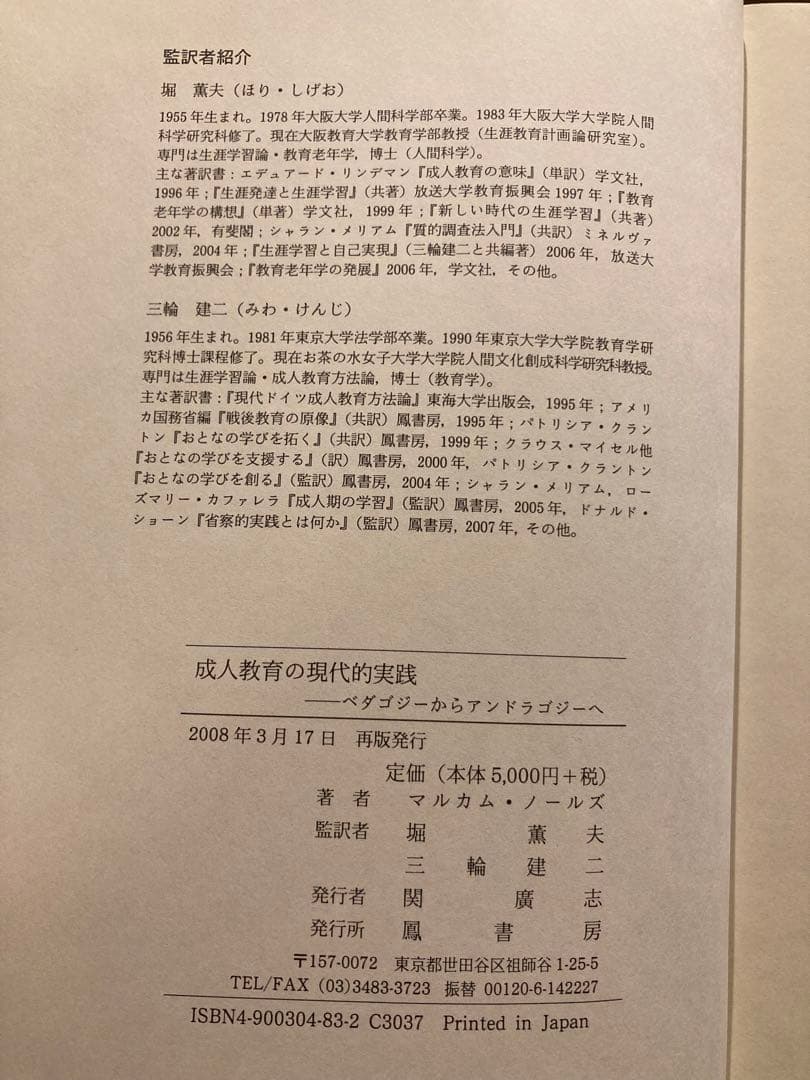 監訳者紹介
堀　薫夫（ほり・しげお）
1955年生まれ。1978年大阪大学人間科学部卒業。1983年大阪大学大学院人間
科学研究科修了。現在大阪教育大学教育学部教授（生涯教育計画論研究室）。
専門は生涯学習論・教育老年学，博士（人間科学）。
主な著訳書：エデュアード・リンデマン『成人教育の意味』（単訳）学文社，
1996年；『生涯発達と生涯学習』（共著）放送大学教育振興会1997年；『教育
老年学の構想』（単著）学文社，1999年；『新しい時代の生涯学習』（共著）
2002年，有斐閣；シャラン・メリアム『質的調査法入門』（共訳）ミネルヴァ
書房，2004年；『生涯学習と自己実現』（三輪建二と共編著）2006年，放送大
学教育振興会；『教育老年学の発展』2006年，学文社，その他。
三輪　建二（みわ・けんじ）
1956年生まれ。1981年東京大学法学部卒業。1990年東京大学大学院教育学研
究科博士課程修了。現在お茶の水女子大学大学院人間文化創成科学研究科教授。
専門は生涯学習論・成人教育方法論，博士（教育学）。
主な著訳書：『現代ドイツ成人教育方法論』東海大学出版会，1995年；アメリ
カ国務省編『戦後教育の原像』（共訳）鳳書房，1995年；パトリシア・クラン
トン『おとなの学びを拓く』（共訳）鳳書房，1999年；クラウス・マイセル他
『おとなの学びを支援する』（訳）鳳書房，2000年，パトリシア・クラントン
『おとなの学びを創る』（監訳）鳳書房，2004年；シャラン・メリアム，ロー
ズマリー・カファレラ『成人期の学習』（監訳）鳳書房，2005年，ドナルド・
ショーン『省察的実践とは何か』（監訳）鳳書房，2007年，その他。
成人教育の現代的実践
――ペダゴジーからアンドラゴジーへ
2008年3月17日　再版発行
定価（本体5,000円＋税）
著　者　マルカム・ノールズ
監訳者　堀　薫　夫
三　輪　建　二
発行者　関　廣　志
発行所　鳳　書　房
〒157-0072　東京都世田谷区祖師谷1-25-5
TEL/FAX (03)3483-3723　振替 00120-6-142227
ISBN4-900304-83-2 C3037　Printed in Japan